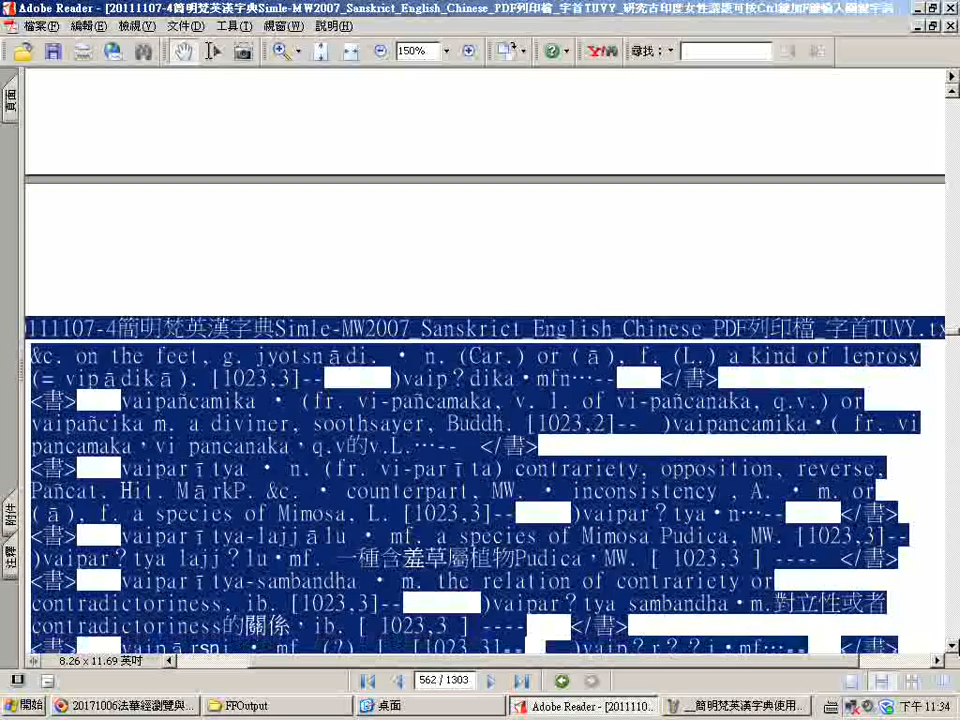 Adobe Reader - [20111107-4簡明梵英漢字典Simle-MW2007_Sanskrict_English_Chinese_PDF列印檔_字首TUVY_研究古印度女性議題可按Ctrl鍵加F鍵輸入關鍵字
檔案(F) 編輯(E) 檢視(V) 文件(D) 工具(T) 視窗(W) 說明(H)
150% Y! 尋找:
頁面
111107-4簡明梵英漢字典Simle-MW2007_Sanskrict_English_Chinese_PDF列印檔_字首TUVY.tx
&c. on the feet, g. jyotsnādi. • n. (Car.) or (ā), f. (L.) a kind of leprosy
(= vipādikā). [1023,3]-- )vaip?dika•mfn…-- </書>
<書> vaipañcamika • (fr. vi-pañcamaka, v. l. of vi-pañcanaka, q.v.) or
vaipañcika m. a diviner, soothsayer, Buddh. [1023,2]-- )vaipancamika•( fr. vi
pancamaka,vi pancanaka,q.v的v.L.…-- </書>
<書> vaiparītya • n. (fr. vi-parīta) contrariety, opposition, reverse,
Pañcat. Hit. MārkP. &c. • counterpart, MW. • inconsistency , A. • m. or
(ā), f. a species of Mimosa, L. [1023,3]-- )vaipar?tya•n…-- </書>
<書> vaiparītya-lajjālu • mf. a species of Mimosa Pudica, MW. [1023,3]--
)vaipar?tya lajj?lu•mf. 一種含羞草屬植物Pudica,MW. [ 1023,3 ] ---- </書>
<書> vaiparītya-sambandha • m. the relation of contrariety or
contradictoriness, ib. [1023,3]-- )vaipar?tya sambandha•m.對立性或者
contradictoriness的關係,ib. [ 1023,3 ] ---- </書>
附件
注釋
8.26 x 11.69 英吋
562 / 1303
開始 20171006法華經瀏覽與... FFOutput 桌面 Adobe Reader - [201110... __簡明梵英字典使用... 下午 11:34